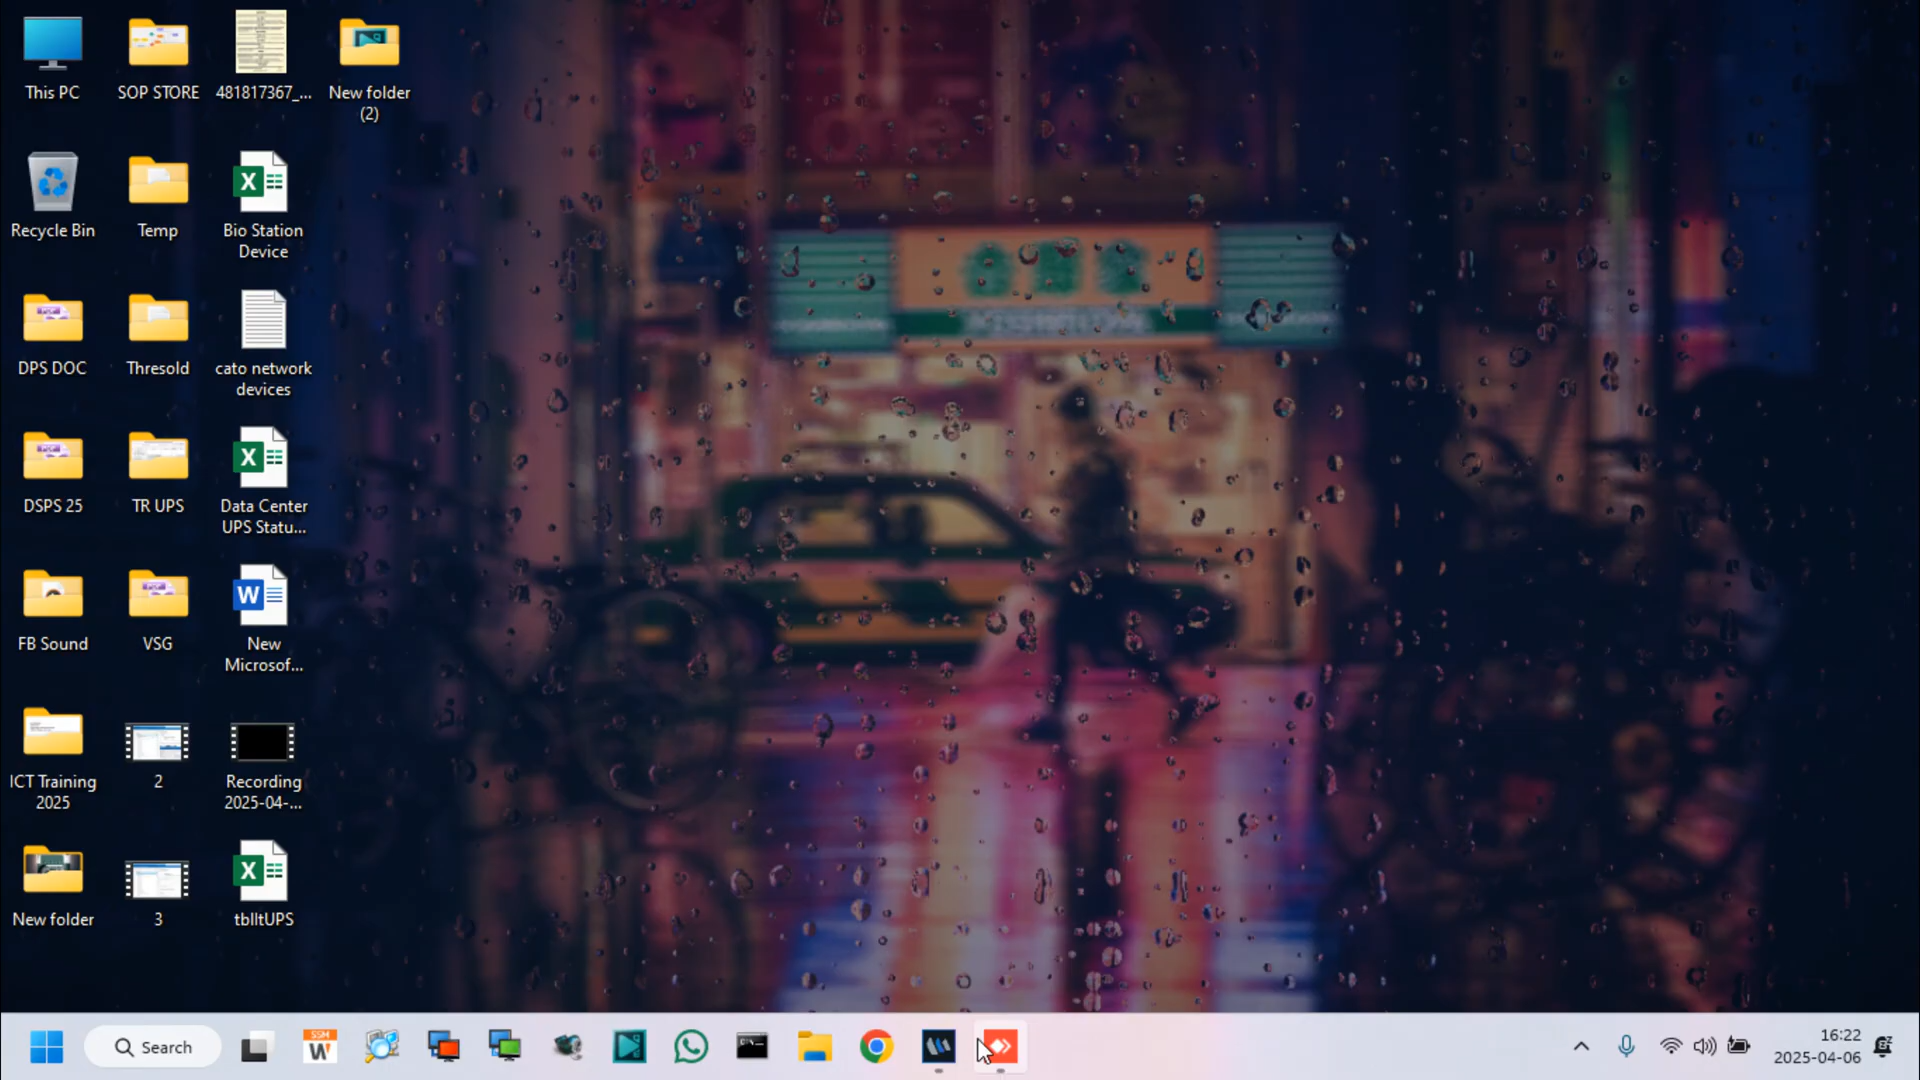 This PC
SOP STORE
481817367_...
New folder
(2)
Recycle Bin
Temp
Bio Station
Device
DPS DOC
Thresold
cato network
devices
DSPS 25
TR UPS
Data Center
UPS Statu...
FB Sound
VSG
New
Microsof...
ICT Training
2025
2
Recording
2025-04-...
New folder
3
tblItUPS
Search
SSM
16:22
2025-04-06